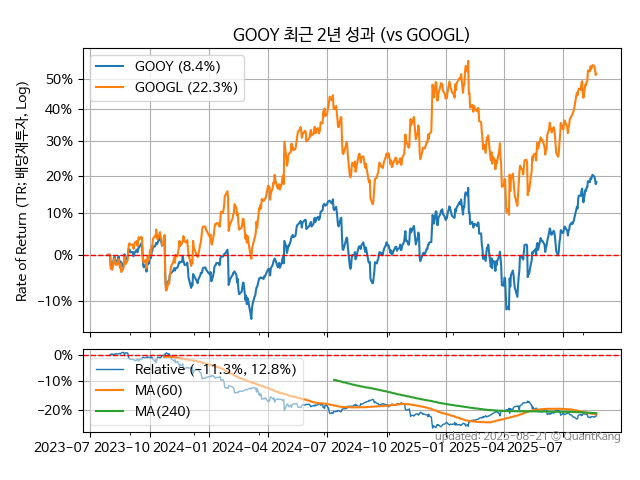 GOOY 최근 2년 성과 (vs GOOGL)
Rate of Return (TR: 배당재투자, Log)
GOOY (8.4%)
GOOGL (22.3%)
50%
40%
30%
20%
10%
0%
−10%
Relative (−11.3%, 12.8%)
MA(60)
MA(240)
0%
−10%
−20%
2023-07 2023-10 2024-01 2024-04 2024-07 2024-10 2025-01 2025-04 2025-07
updated: 2025-08-21 © QuantKang